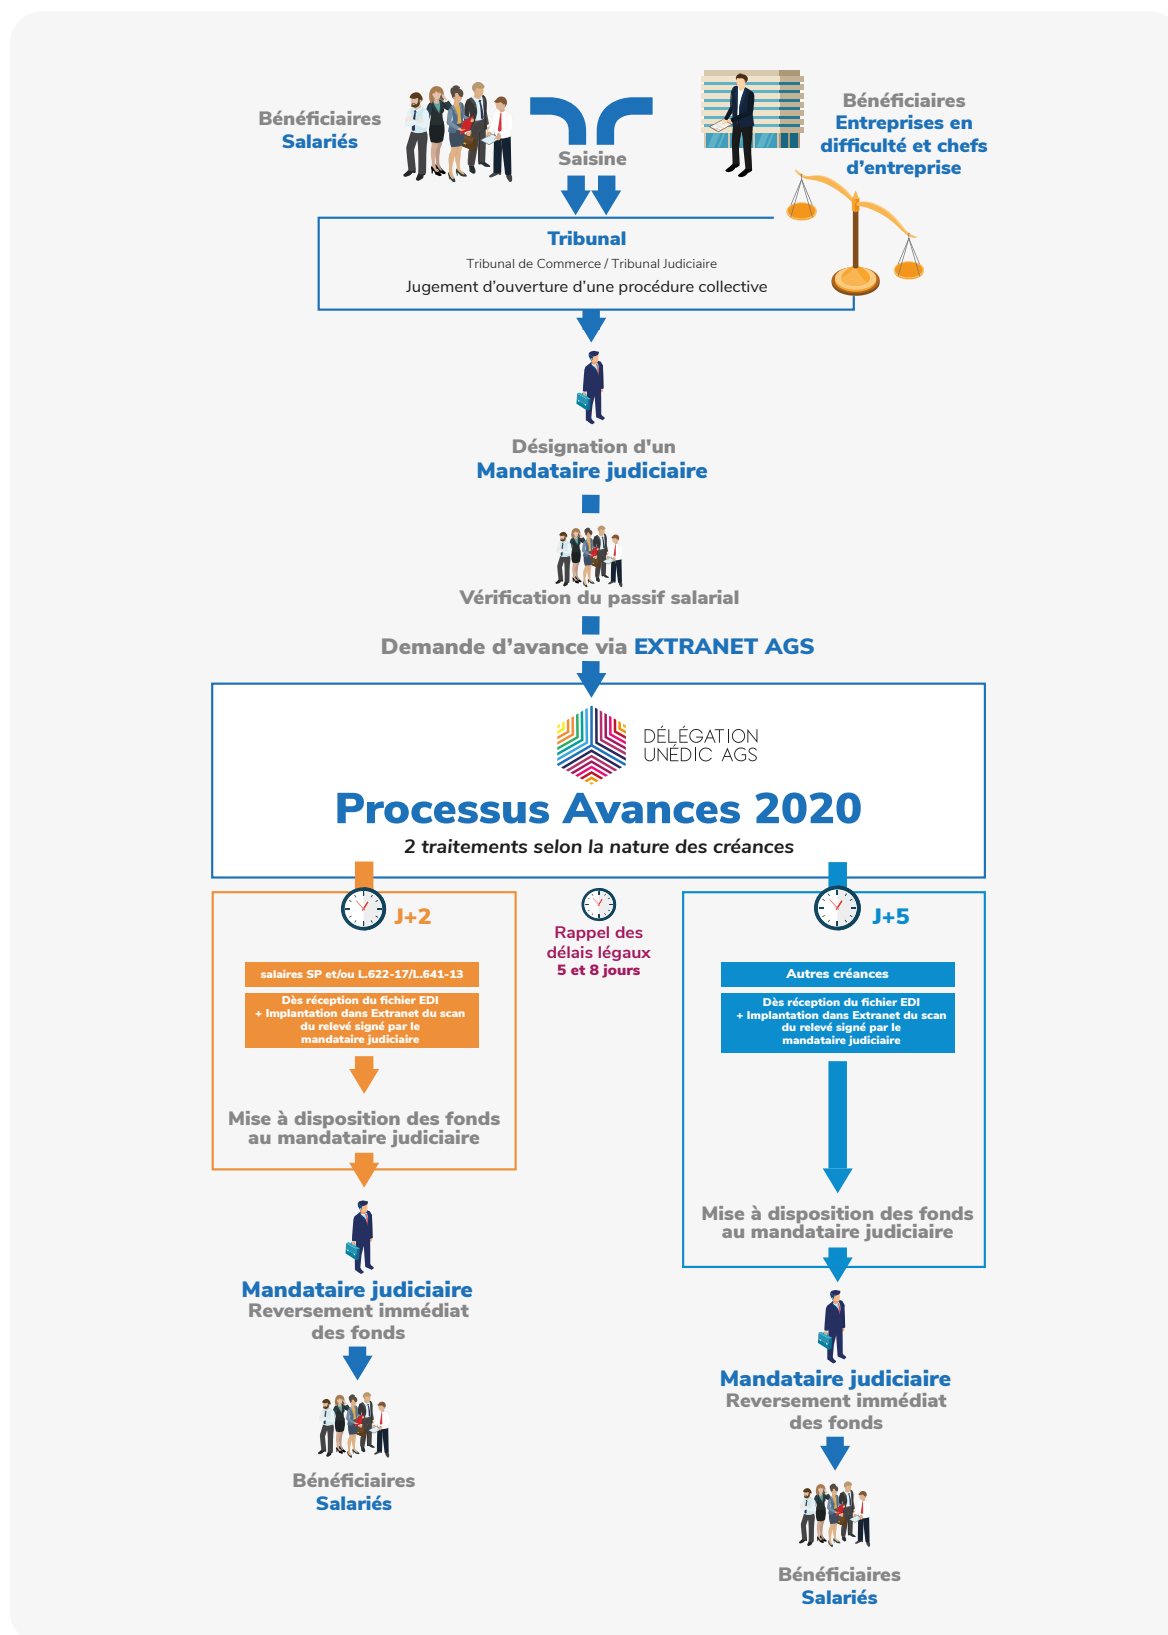 Bénéficiaires
Salariés
Saisine
Bénéficiaires
Entreprises en
difficulté et chefs
d’entreprise
Tribunal
Tribunal de Commerce / Tribunal Judiciaire
Jugement d’ouverture d’une procédure collective
Désignation d'un
Mandataire judiciaire
Vérification du passif salarial
Demande d’avance via EXTRANET AGS
DÉLÉGATION
UNÉDIC AGS
Processus Avances 2020
2 traitements selon la nature des créances
J+2
salaires SP et/ou L.622-17/L.641-13
Dès réception du fichier EDI
+ Implantation dans Extranet du scan
du relevé signé par le
mandataire judiciaire
Mise à disposition des fonds
au mandataire judiciaire
Mandataire judiciaire
Reversement immédiat
des fonds
Bénéficiaires
Salariés
Rappel des
délais légaux
5 et 8 jours
J+5
Autres créances
Dès réception du fichier EDI
+ Implantation dans Extranet du scan
du relevé signé par le
mandataire judiciaire
Mise à disposition des fonds
au mandataire judiciaire
Mandataire judiciaire
Reversement immédiat
des fonds
Bénéficiaires
Salariés